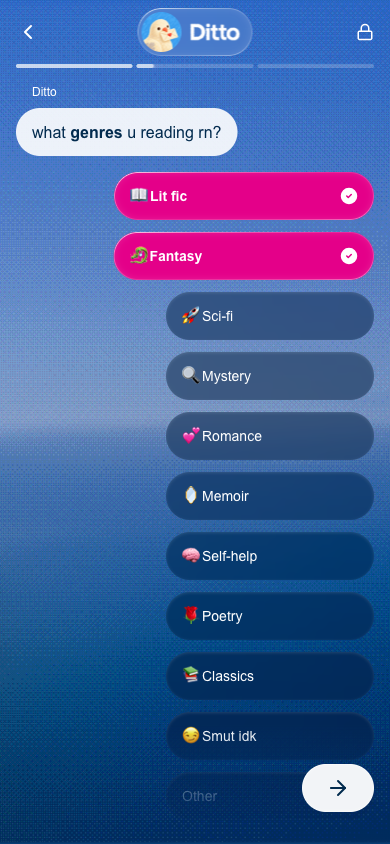 Ditto
Ditto
what genres u reading rn?
Lit fic
Fantasy
Sci-fi
Mystery
Romance
Memoir
Self-help
Poetry
Classics
Smut idk
Other